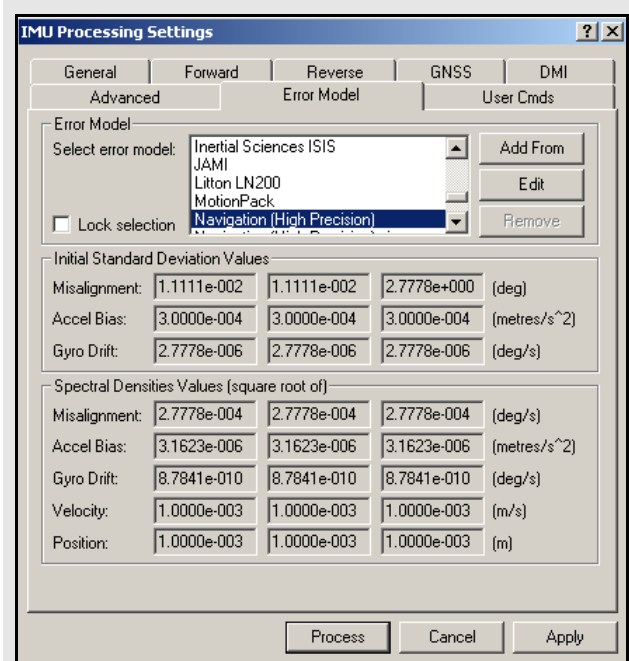 IMU Processing Settings
General Forward Reverse GNSS DMI
Advanced Error Model User Cmds
Error Model
Select error model:
Inertial Sciences ISIS
JAMI
Litton LN200
MotionPack
Navigation (High Precision)
Add From
Edit
Remove
Lock selection
Initial Standard Deviation Values
Misalignment: 1.1111e-002 1.1111e-002 2.7778e+000 (deg)
Accel Bias: 3.0000e-004 3.0000e-004 3.0000e-004 (metres/s^2)
Gyro Drift: 2.7778e-006 2.7778e-006 2.7778e-006 (deg/s)
Spectral Densities Values (square root of)
Misalignment: 2.7778e-004 2.7778e-004 2.7778e-004 (deg/s)
Accel Bias: 3.1623e-006 3.1623e-006 3.1623e-006 (metres/s^2)
Gyro Drift: 8.7841e-010 8.7841e-010 8.7841e-010 (deg/s)
Velocity: 1.0000e-003 1.0000e-003 1.0000e-003 (m/s)
Position: 1.0000e-003 1.0000e-003 1.0000e-003 (m)
Process Cancel Apply